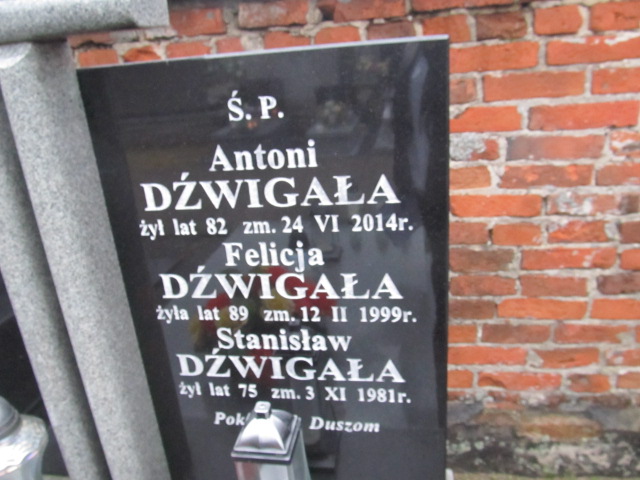 Ś. P.
Antoni
DŹWIGAŁA
żył lat 82 zm. 24 VI 2014r.
Felicja
DŹWIGAŁA
żyła lat 89 zm. 12 II 1999r.
Stanisław
DŹWIGAŁA
żył lat 75 zm. 3 XI 1981r.
Duszom